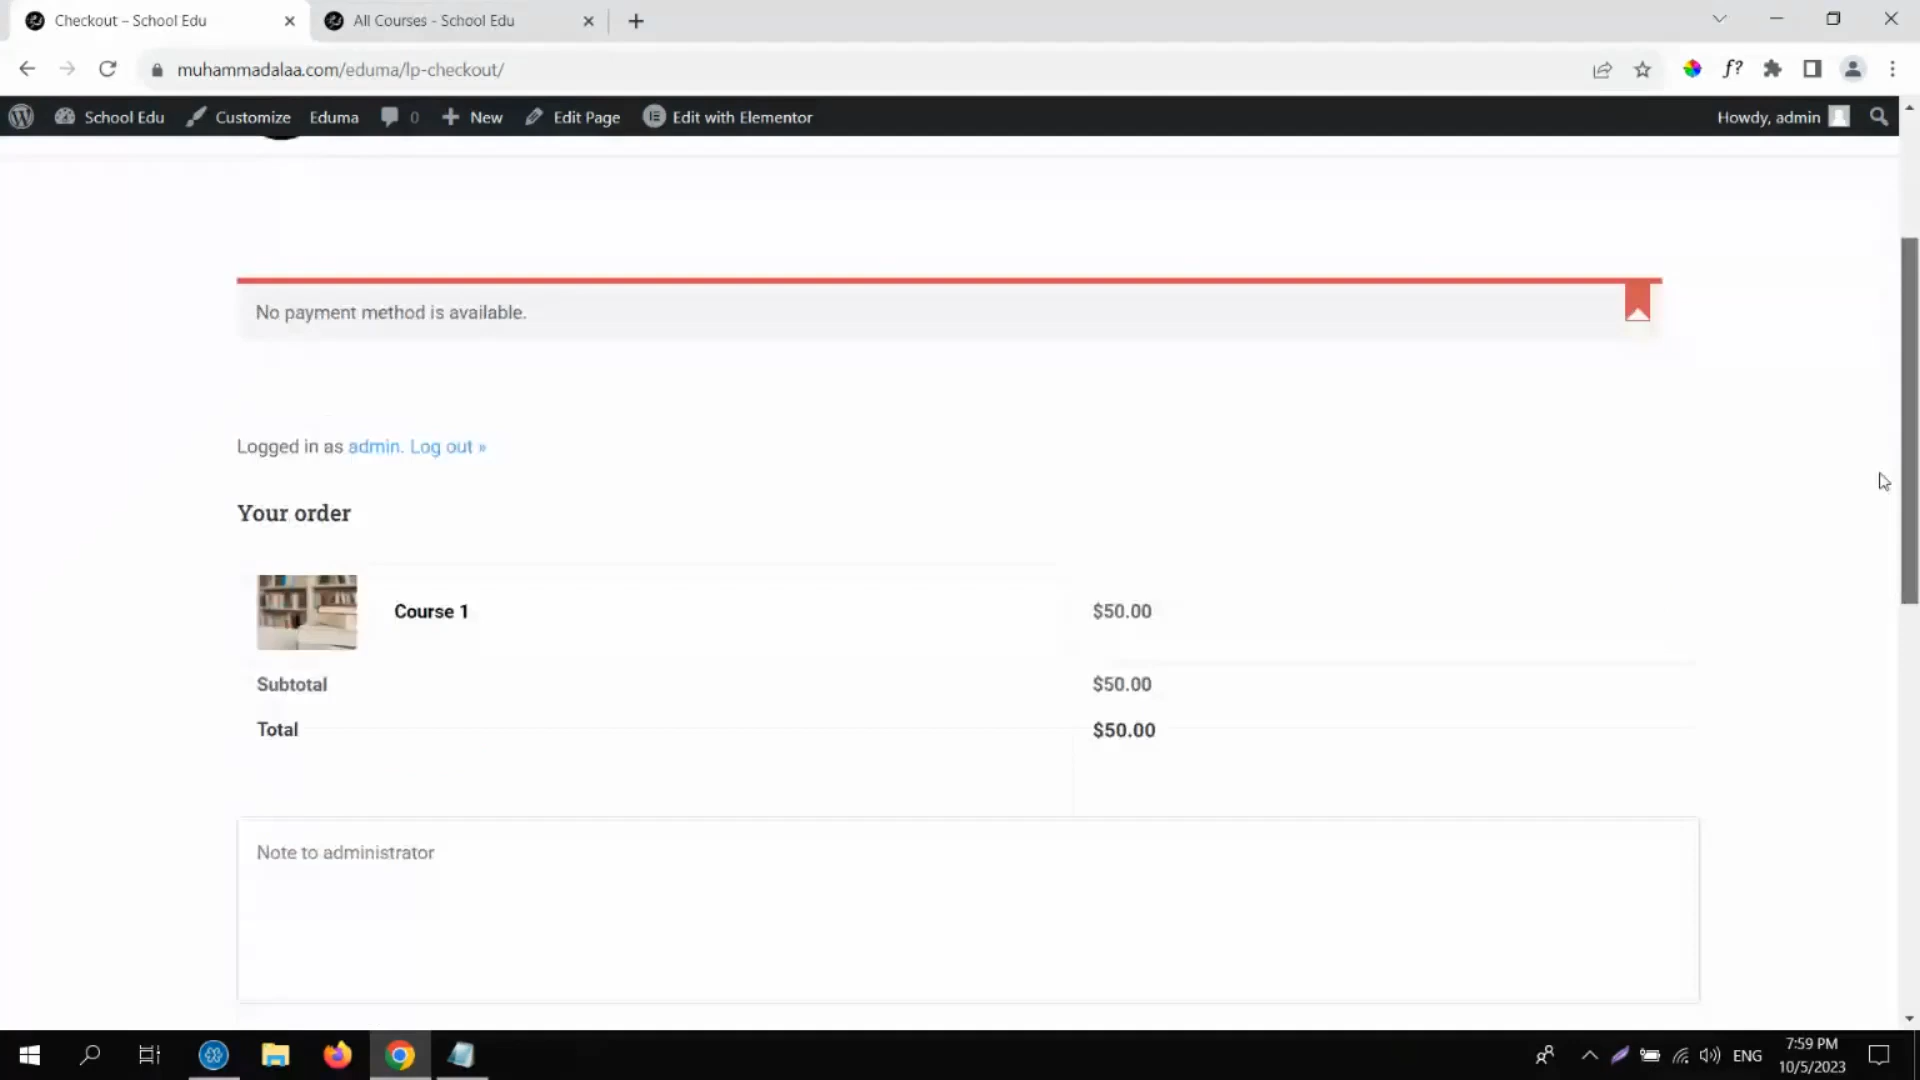 Checkout – School Edu
All Courses - School Edu
muhammadalaa.com/eduma/lp-checkout/
f?
School Edu
Customize
Eduma
0
New
Edit Page
Edit with Elementor
Howdy, admin
No payment method is available.
Logged in as admin. Log out »
Your order
Course 1
$50.00
Subtotal
$50.00
Total
$50.00
Note to administrator
ENG
7:59 PM
10/5/2023